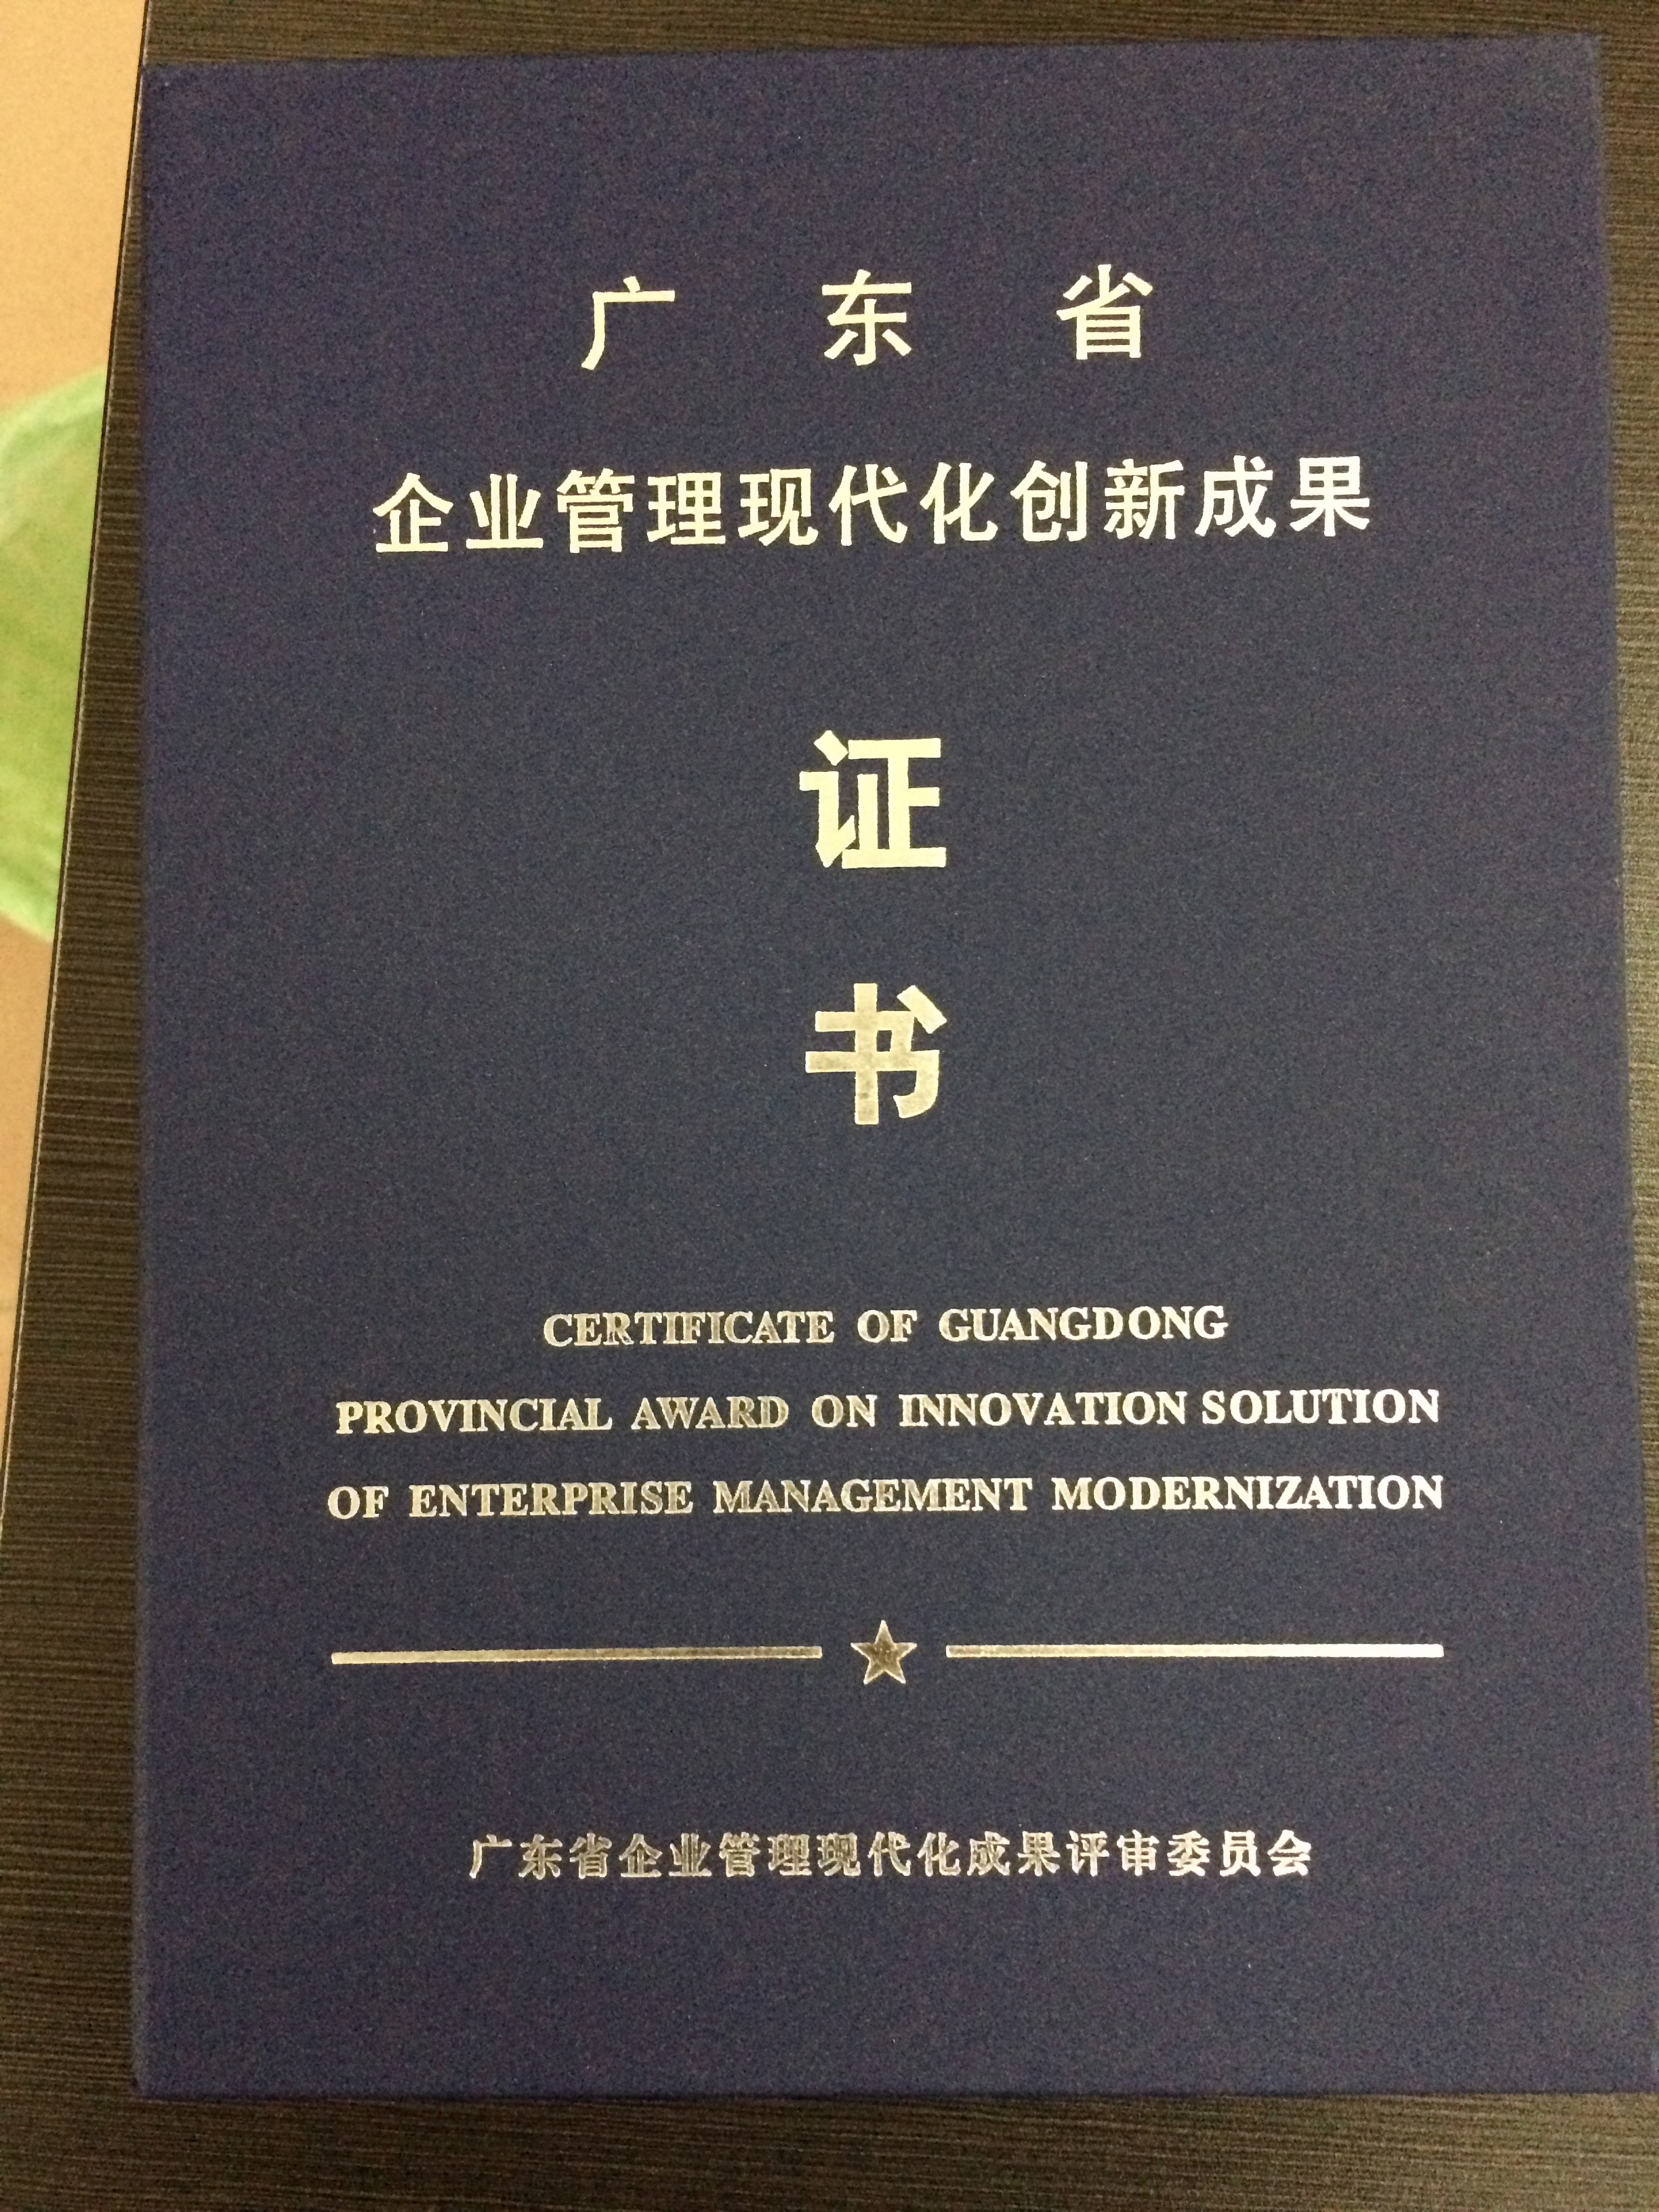 广东省
企业管理现代化创新成果
证
书
CERTIFICATE OF GUANGDONG
PROVINCIAL AWARD ON INNOVATION SOLUTION
OF ENTERPRISE MANAGEMENT MODERNIZATION
广东省企业管理现代化成果评审委员会